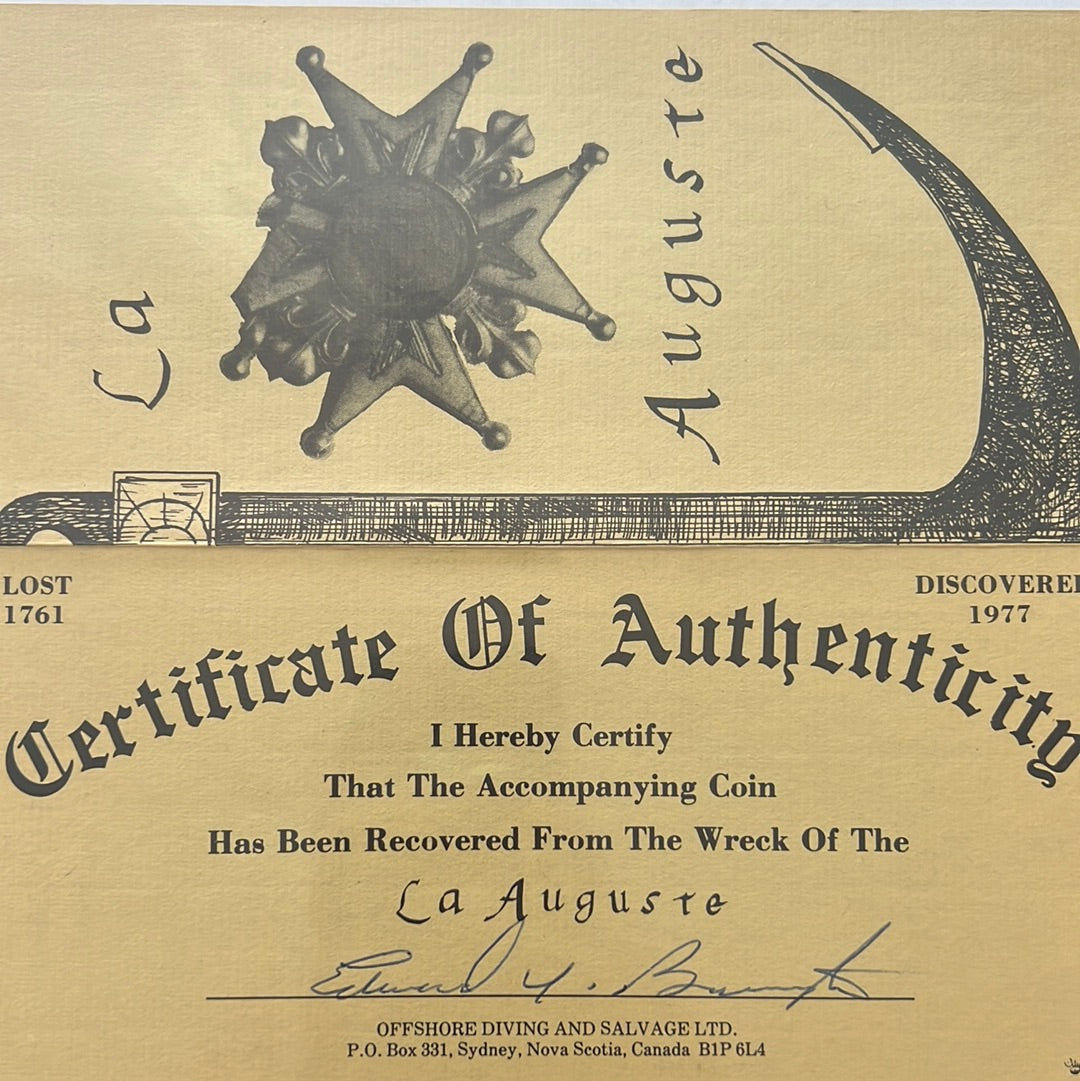 La
Auguste
LOST
1761
DISCOVERE
1977
Certificate Of Authenticity
I Hereby Certify
That The Accompanying Coin
Has Been Recovered From The Wreck Of The
La Auguste
OFFSHORE DIVING AND SALVAGE LTD.
P.O. Box 331, Sydney, Nova Scotia, Canada B1P 6L4